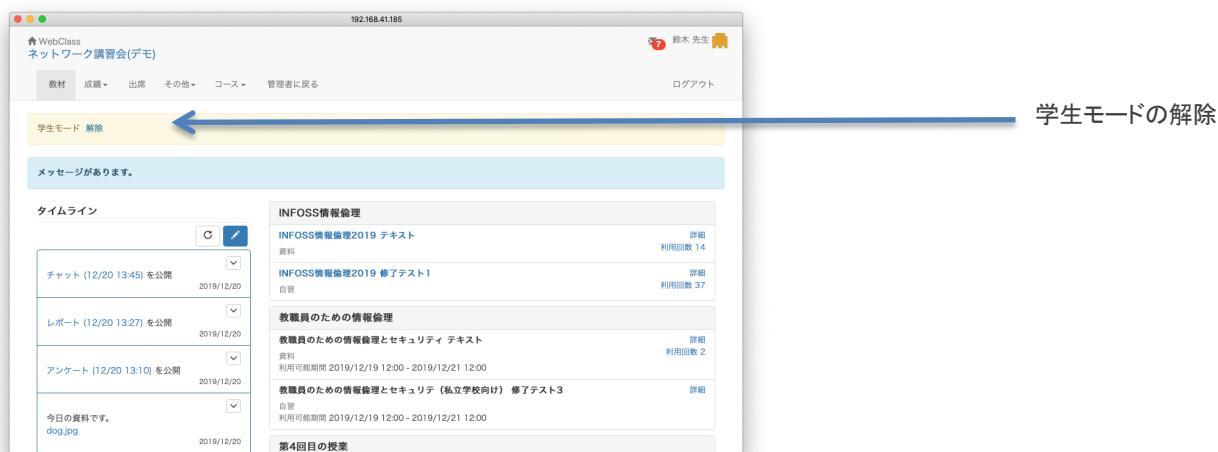 192.168.41.185
WebClass
ネットワーク講習会(デモ)
7
鈴木 先生
教材 成績 出席 その他 コース 管理者に戻る ログアウト
学生モード 解除
学生モードの解除
メッセージがあります。
タイムライン
チャット (12/20 13:45) を公開
2019/12/20
レポート (12/20 13:27) を公開
2019/12/20
アンケート (12/20 13:10) を公開
2019/12/20
今日の資料です。
dog.jpg
2019/12/20
INFOSS情報倫理
INFOSS情報倫理2019 テキスト 詳細
資料 利用回数 14
INFOSS情報倫理2019 修了テスト1 詳細
自習 利用回数 37
教職員のための情報倫理
教職員のための情報倫理とセキュリティ テキスト 詳細
資料 利用回数 2
利用可能期間 2019/12/19 12:00 - 2019/12/21 12:00
教職員のための情報倫理とセキュリテ（私立学校向け） 修了テスト3 詳細
自習
利用可能期間 2019/12/19 12:00 - 2019/12/21 12:00
第4回目の授業